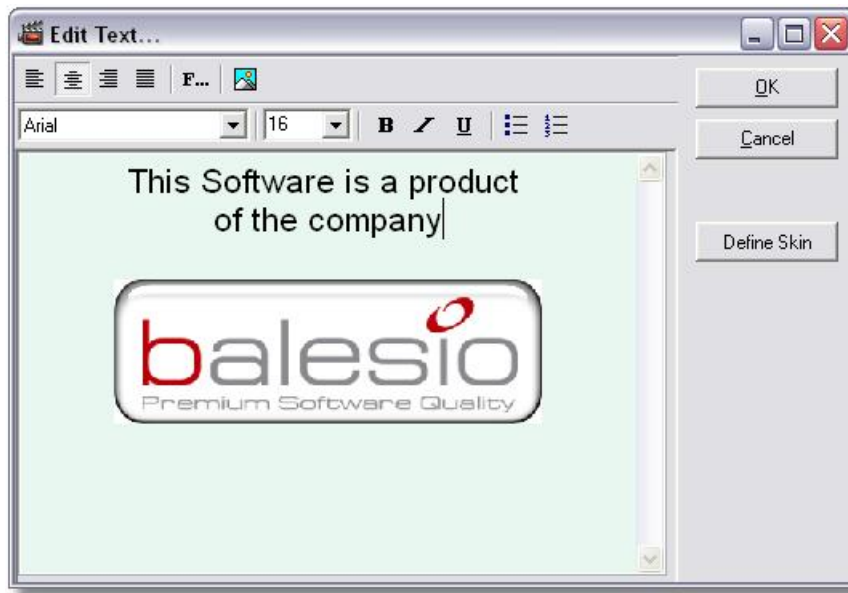 Edit Text...
F...
OK
Arial
16
B I U
Cancel
This Software is a product
of the company
Define Skin
balesio
Premium Software Quality